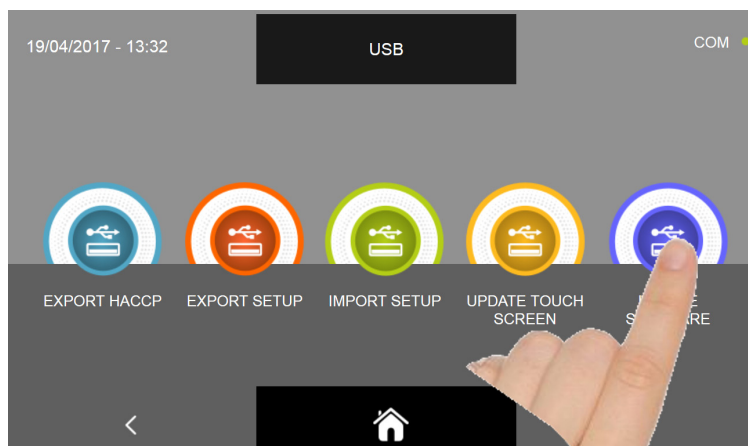 19/04/2017 - 13:32
USB
COM
EXPORT HACCP
EXPORT SETUP
IMPORT SETUP
UPDATE TOUCH
SCREEN